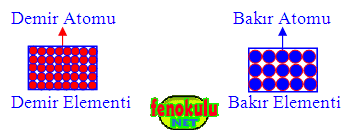 Demir Atomu Bakır Atomu
Demir Elementi Bakır Elementi
fenokulu
NET